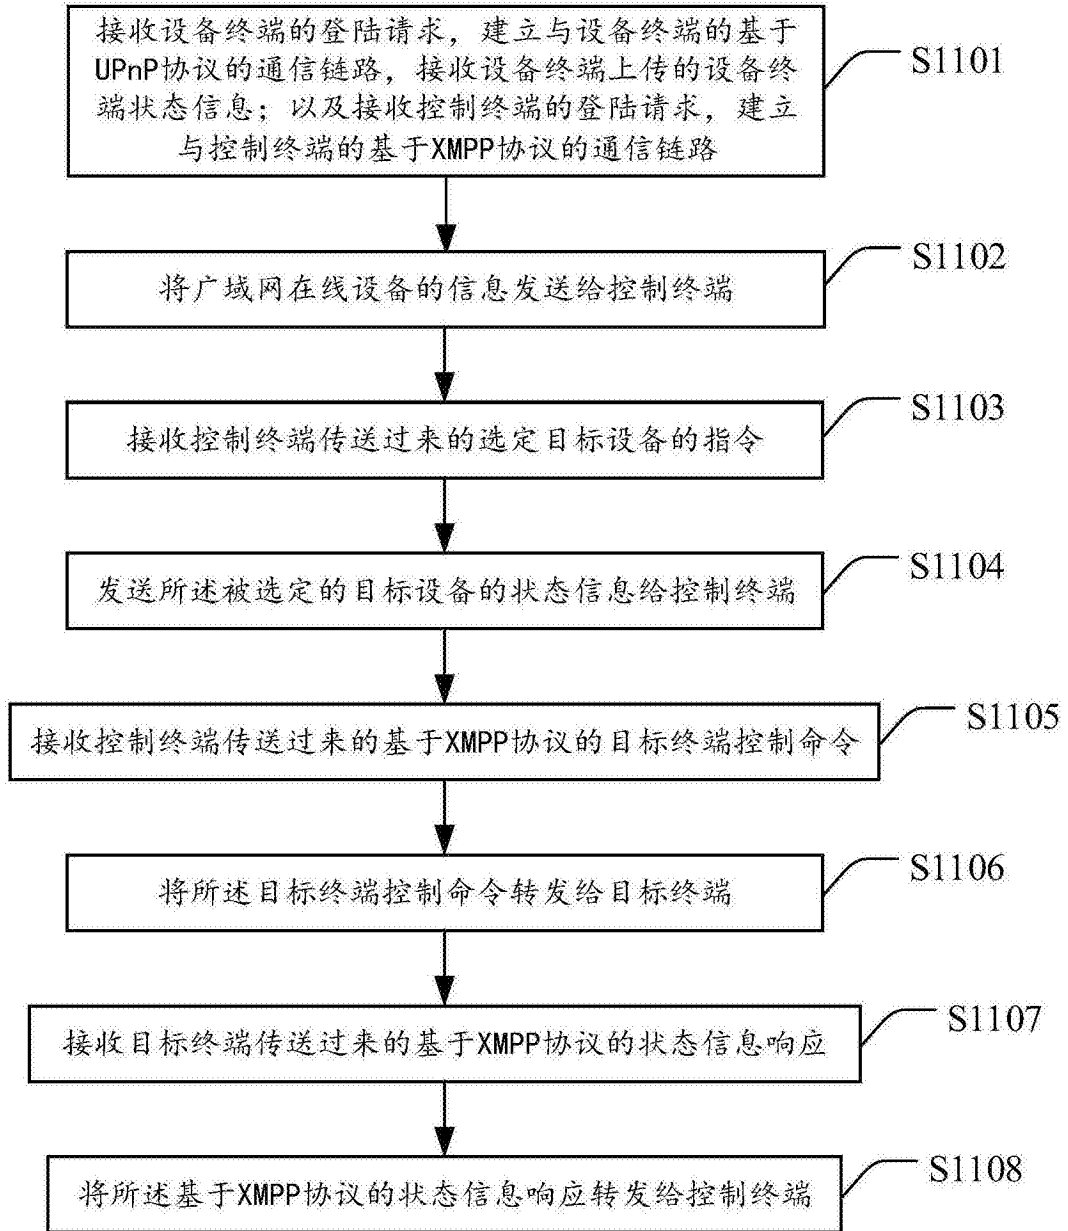 接收设备终端的登陆请求，建立与设备终端的基于
UPnP协议的通信链路，接收设备终端上传的设备终
端状态信息；以及接收控制终端的登陆请求，建立
与控制终端的基于XMPP协议的通信链路
S1101
将广域网在线设备的信息发送给控制终端
S1102
接收控制终端传送过来的选定目标设备的指令
S1103
发送所述被选定的目标设备的状态信息给控制终端
S1104
接收控制终端传送过来的基于XMPP协议的目标终端控制命令
S1105
将所述目标终端控制命令转发给目标终端
S1106
接收目标终端传送过来的基于XMPP协议的状态信息响应
S1107
将所述基于XMPP协议的状态信息响应转发给控制终端
S1108